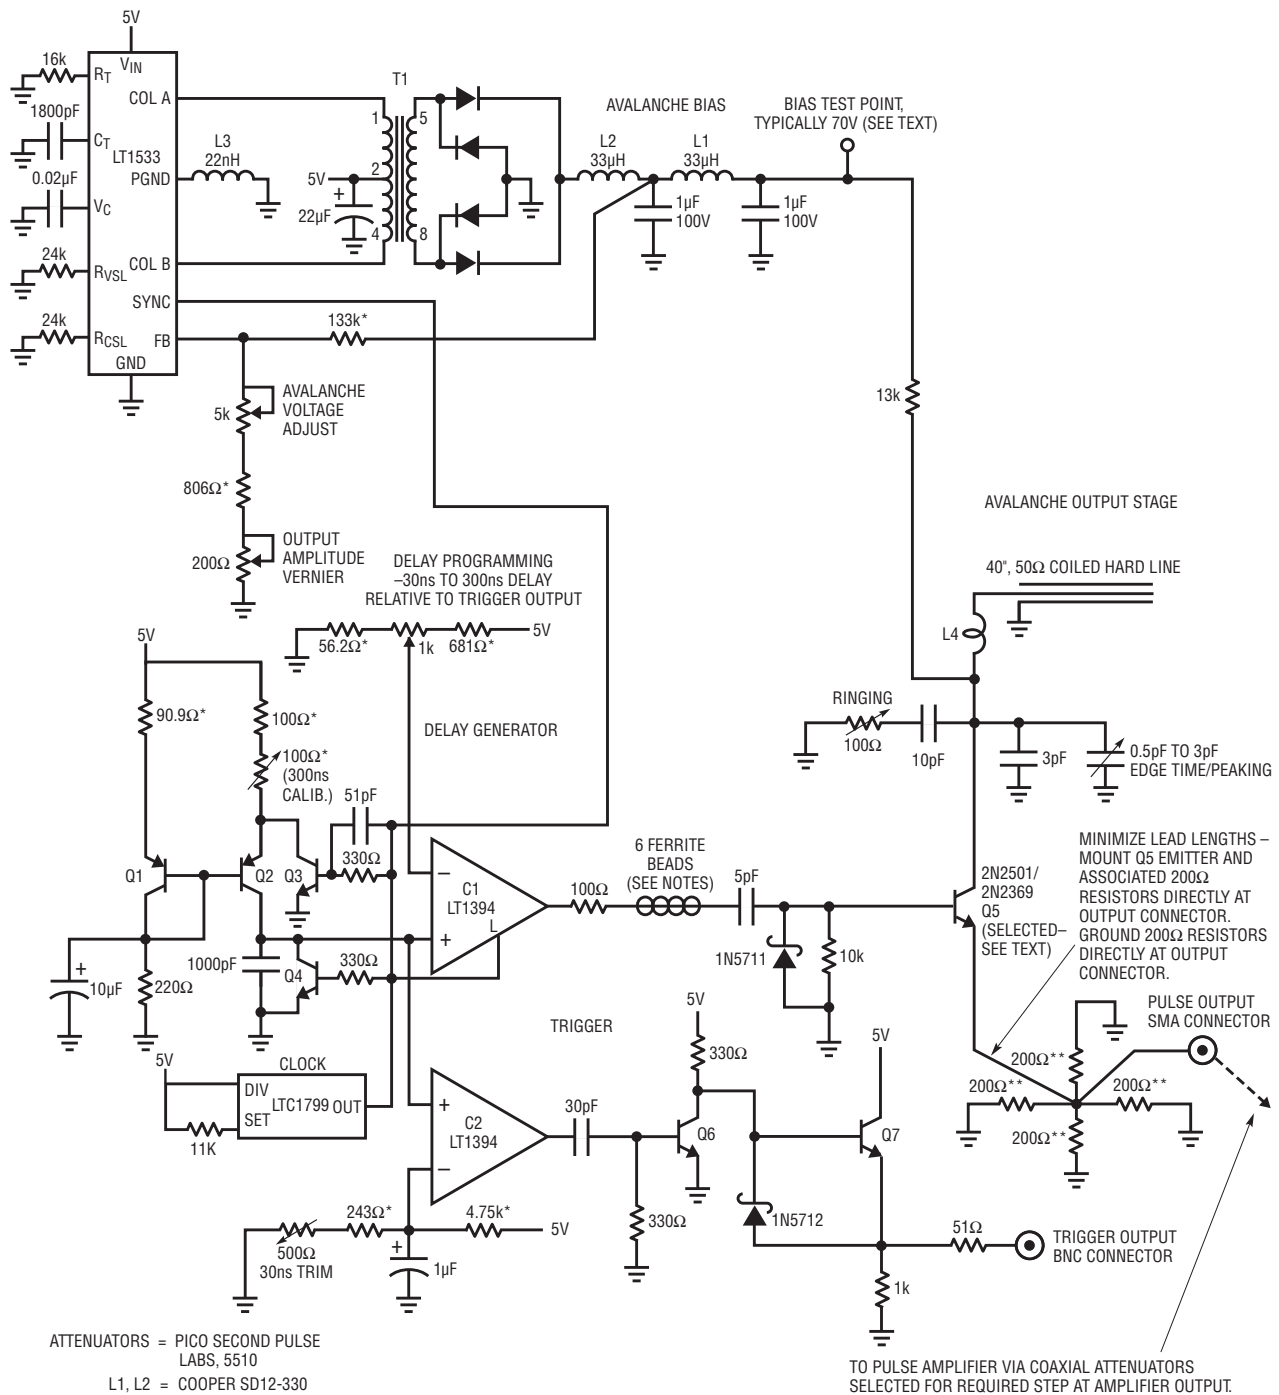 5V
16k
R_T
V_IN
COL A
T1
1
5
AVALANCHE BIAS
BIAS TEST POINT,
TYPICALLY 70V (SEE TEXT)
1800pF
C_T
LT1533
L3
22nH
L2
33µH
L1
33µH
0.02µF
PGND
5V
2
+
22µF
V_C
1µF
100V
1µF
100V
4
8
24k
R_VSL
COL B
SYNC
24k
R_CSL
FB
133k*
GND
5k
AVALANCHE
VOLTAGE
ADJUST
13k
806Ω*
AVALANCHE OUTPUT STAGE
200Ω
OUTPUT
AMPLITUDE
VERNIER
DELAY PROGRAMMING
–30ns TO 300ns DELAY
RELATIVE TO TRIGGER OUTPUT
40", 50Ω COILED HARD LINE
5V
56.2Ω*
1k
681Ω*
5V
L4
90.9Ω*
100Ω*
DELAY GENERATOR
RINGING
100Ω
10pF
3pF
0.5pF TO 3pF
EDGE TIME/PEAKING
100Ω*
(300ns
CALIB.)
51pF
330Ω
Q1
Q2
Q3
–
C1
LT1394
L
+
100Ω
6 FERRITE
BEADS
(SEE NOTES)
5pF
2N2501/
2N2369
Q5
(SELECTED–
SEE TEXT)
MINIMIZE LEAD LENGTHS –
MOUNT Q5 EMITTER AND
ASSOCIATED 200Ω
RESISTORS DIRECTLY AT
OUTPUT CONNECTOR.
GROUND 200Ω RESISTORS
DIRECTLY AT OUTPUT
CONNECTOR.
+
10µF
220Ω
1000pF
Q4
330Ω
1N5711
10k
TRIGGER
5V
330Ω
5V
PULSE OUTPUT
SMA CONNECTOR
5V
CLOCK
DIV
SET
LTC1799
OUT
11K
+
C2
LT1394
–
30pF
Q6
Q7
200Ω**
200Ω**
200Ω**
200Ω**
500Ω
30ns TRIM
243Ω*
4.75k*
5V
+
1µF
330Ω
1N5712
51Ω
TRIGGER OUTPUT
BNC CONNECTOR
1k
ATTENUATORS = PICO SECOND PULSE
LABS, 5510
L1, L2 = COOPER SD12-330
TO PULSE AMPLIFIER VIA COAXIAL ATTENUATORS
SELECTED FOR REQUIRED STEP AT AMPLIFIER OUTPUT.